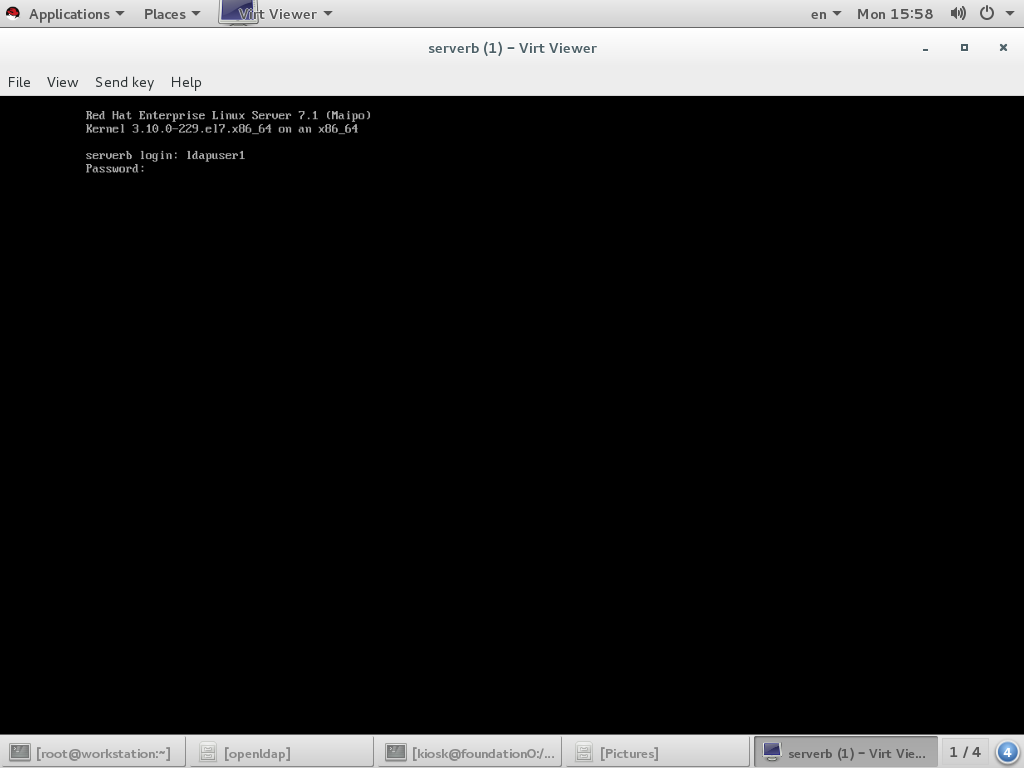 Applications Places Virt Viewer en Mon 15:58
serverb (1) – Virt Viewer
File View Send key Help
Red Hat Enterprise Linux Server 7.1 (Maipo)
Kernel 3.10.0-229.el7.x86_64 on an x86_64
serverb login: ldapuser1
Password:
[root@workstation:~] [openldap] [kiosk@foundation0:/... [Pictures] serverb (1) – Virt Vie... 1 / 4 4